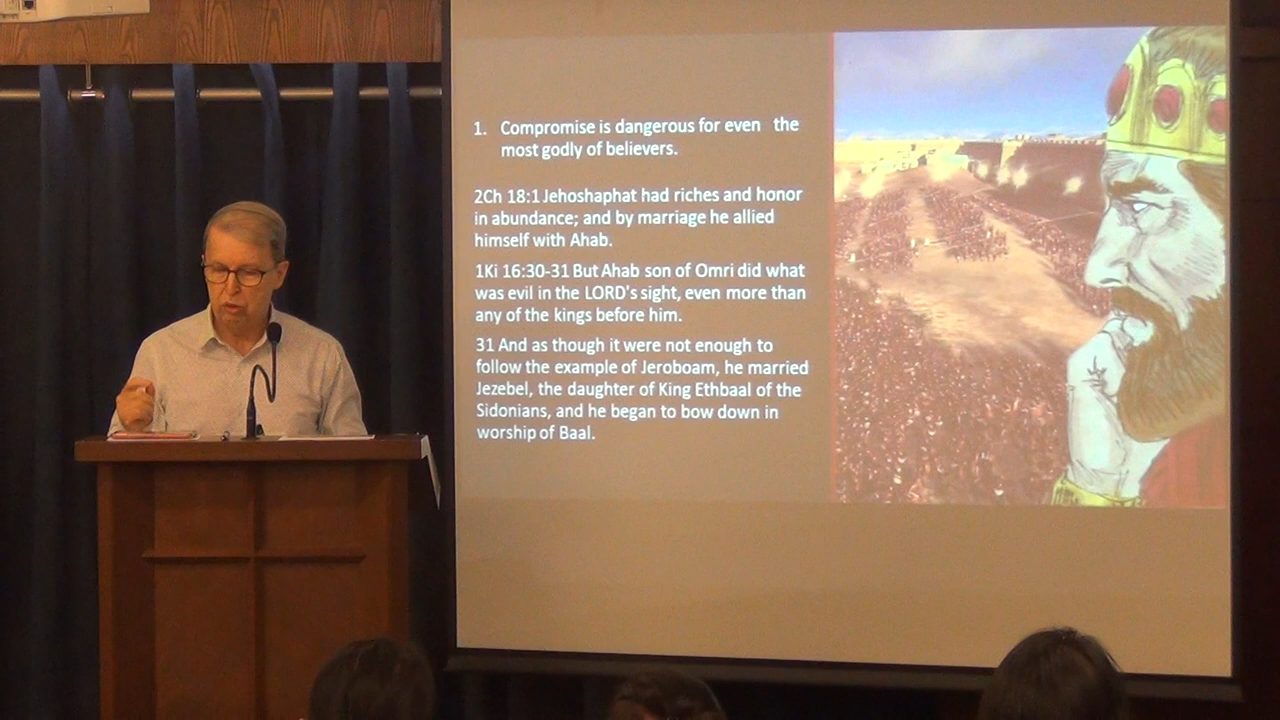 1. Compromise is dangerous for even the
most godly of believers.
2Ch 18:1 Jehoshaphat had riches and honor
in abundance; and by marriage he allied
himself with Ahab.
1Ki 16:30-31 But Ahab son of Omri did what
was evil in the LORD's sight, even more than
any of the kings before him.
31 And as though it were not enough to
follow the example of Jeroboam, he married
Jezebel, the daughter of King Ethbaal of the
Sidonians, and he began to bow down in
worship of Baal.